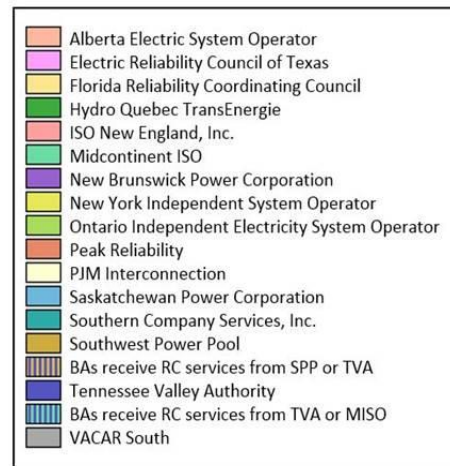 Alberta Electric System Operator
Electric Reliability Council of Texas
Florida Reliability Coordinating Council
Hydro Quebec TransEnergie
ISO New England, Inc.
Midcontinent ISO
New Brunswick Power Corporation
New York Independent System Operator
Ontario Independent Electricity System Operator
Peak Reliability
PJM Interconnection
Saskatchewan Power Corporation
Southern Company Services, Inc.
Southwest Power Pool
BAs receive RC services from SPP or TVA
Tennessee Valley Authority
BAs receive RC services from TVA or MISO
VACAR South